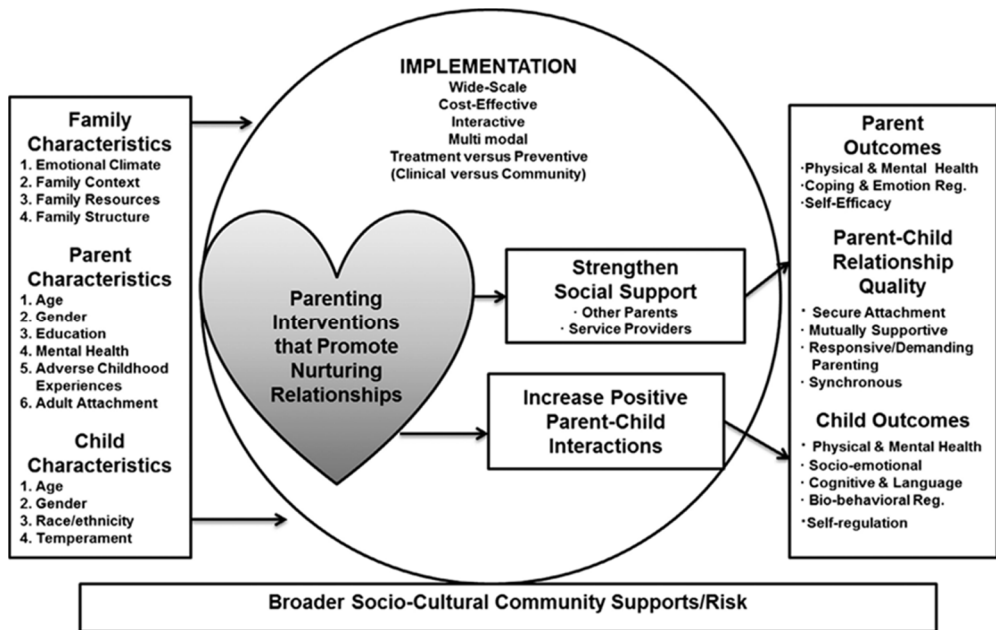 Family
Characteristics
1. Emotional Climate
2. Family Context
3. Family Resources
4. Family Structure
Parent
Characteristics
1. Age
2. Gender
3. Education
4. Mental Health
5. Adverse Childhood
Experiences
6. Adult Attachment
Child
Characteristics
1. Age
2. Gender
3. Race/ethnicity
4. Temperament
IMPLEMENTATION
Wide-Scale
Cost-Effective
Interactive
Multi modal
Treatment versus Preventive
(Clinical versus Community)
Parenting
Interventions
that Promote
Nurturing
Relationships
Strengthen
Social Support
· Other Parents
· Service Providers
Increase Positive
Parent-Child
Interactions
Parent
Outcomes
·Physical & Mental Health
·Coping & Emotion Reg.
·Self-Efficacy
Parent-Child
Relationship
Quality
· Secure Attachment
· Mutually Supportive
· Responsive/Demanding
Parenting
· Synchronous
Child Outcomes
· Physical & Mental Health
· Socio-emotional
· Cognitive & Language
· Bio-behavioral Reg.
·Self-regulation
Broader Socio-Cultural Community Supports/Risk